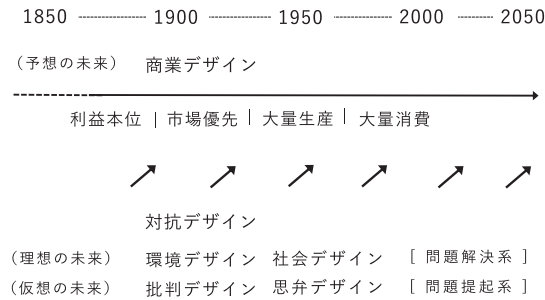 1850 1900 1950 2000 2050
（予想の未来） 商業デザイン
利益本位 | 市場優先 | 大量生産 | 大量消費
対抗デザイン
（理想の未来） 環境デザイン 社会デザイン ［ 問題解決系 ］
（仮想の未来） 批判デザイン 思弁デザイン ［ 問題提起系 ］